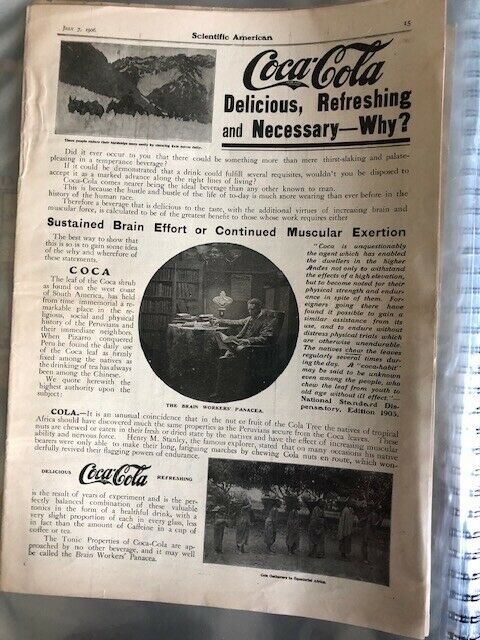 July 7, 1906.
Scientific American
15
Coca-Cola
Delicious, Refreshing
and Necessary—Why?
These people endure their hardships more easily by chewing Coca leaves daily.
Did it ever occur to you that there could be something more than mere thirst-slaking and palate-
pleasing in a temperance beverage?
If it could be demonstrated that a drink could fulfill several requisites, wouldn't you be disposed to
accept it as a marked advance along the right lines of living?
Coca-Cola comes nearer being the ideal beverage than any other known to man.
This is because the hustle and bustle of the life of to-day is much more wearing than ever before in the
history of the human race.
Therefore a beverage that is delicious to the taste, with the additional virtues of increasing brain and
muscular force, is calculated to be of the greatest benefit to those whose work requires either
Sustained Brain Effort or Continued Muscular Exertion
The best way to show that
this is so is to gain some idea
of the why and wherefore of
these statements.
COCA
The leaf of the Coca shrub
as found on the west coast
of South America, has held
from time immemorial a re-
markable place in the re-
ligious, social and physical
history of the Peruvians and
their immediate neighbors.
When Pizarro conquered
Peru he found the daily use
of the Coca leaf as firmly
fixed among the natives as
the drinking of tea has always
been among the Chinese.
We quote herewith the
highest authority upon the
subject:
THE BRAIN WORKERS' PANACEA.
"Coca is unquestionably
the agent which has enabled
the dwellers in the higher
Andes not only to withstand
the effects of a high elevation,
but to become noted for their
physical strength and endur-
ance in spite of them. For-
eigners going there have
found it possible to gain a
similar assistance from its
use, and to endure without
distress physical trials which
are otherwise unendurable.
The natives chew the leaves
regularly several times dur-
ing the day. A "coca-habit"
may be said to be unknown
even among the people, who
chew the leaf from youth to
old age without ill effect."
National Standard Dis-
pensatory, Edition 1905.
COLA.—It is an unusual coincidence that in the nut or fruit of the Cola Tree the natives of tropical
Africa should have discovered much the same properties as the Peruvians secure from the Coca leaves. These
nuts are chewed or eaten in their fresh or dried state by the natives and have the effect of increasing muscular
ability and nervous force. Henry M. Stanley, the famous explorer, stated that on many occasions his native
bearers were only able to make their long, fatiguing marches by chewing Cola nuts en route, which won-
derfully revived their flagging powers of endurance.
DELICIOUS
Coca-Cola
REFRESHING
is the result of years of experiment and is the per-
fectly balanced combination of these valuable
tonics in the form of a healthful drink, with a
very slight proportion of each in every glass, less
in fact than the amount of Caffeine in a cup of
coffee or tea.
The Tonic Properties of Coca-Cola are ap-
proached by no other beverage, and it may well
be called the Brain Workers' Panacea.
Cola Gatherers in Equatorial Africa.